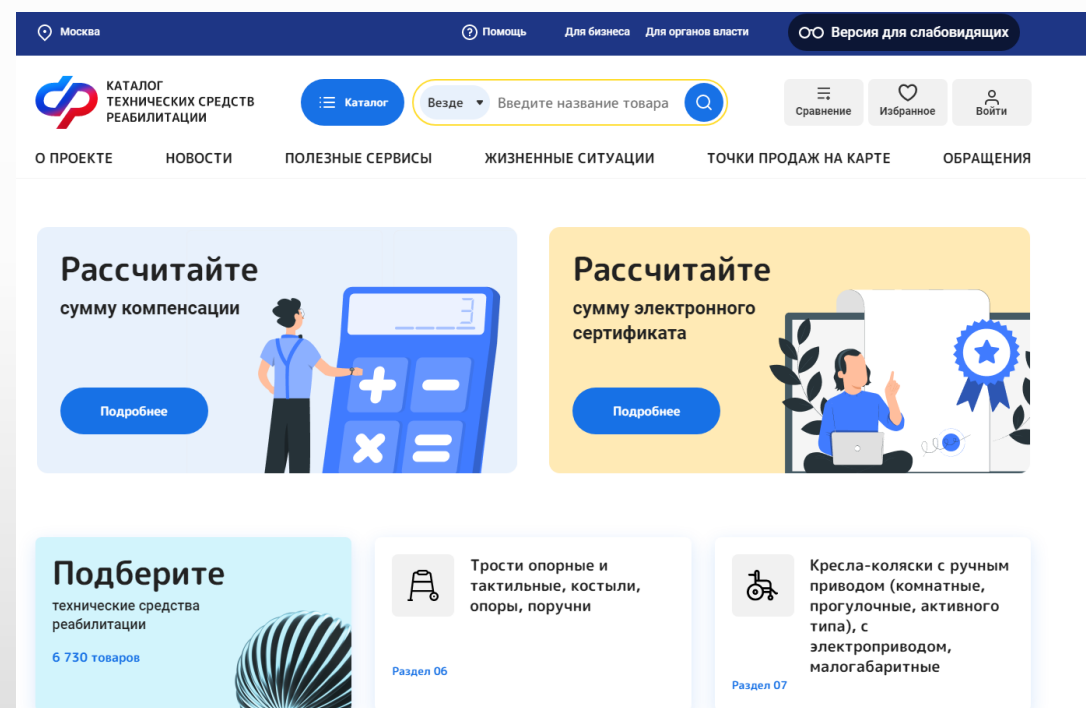 Москва
Помощь
Для бизнеса
Для органов власти
Версия для слабовидящих
КАТАЛОГ
ТЕХНИЧЕСКИХ СРЕДСТВ
РЕАБИЛИТАЦИИ
Каталог
Везде
Введите название товара
Сравнение
Избранное
Войти
О ПРОЕКТЕ
НОВОСТИ
ПОЛЕЗНЫЕ СЕРВИСЫ
ЖИЗНЕННЫЕ СИТУАЦИИ
ТОЧКИ ПРОДАЖ НА КАРТЕ
ОБРАЩЕНИЯ
Рассчитайте
сумму компенсации
3
Подробнее
Рассчитайте
сумму электронного
сертификата
Подробнее
Подберите
технические средства
реабилитации
6 730 товаров
Трости опорные и
тактильные, костыли,
опоры, поручни
Раздел 06
Кресла-коляски с ручным
приводом (комнатные,
прогулочные, активного
типа), с
электроприводом,
малогабаритные
Раздел 07